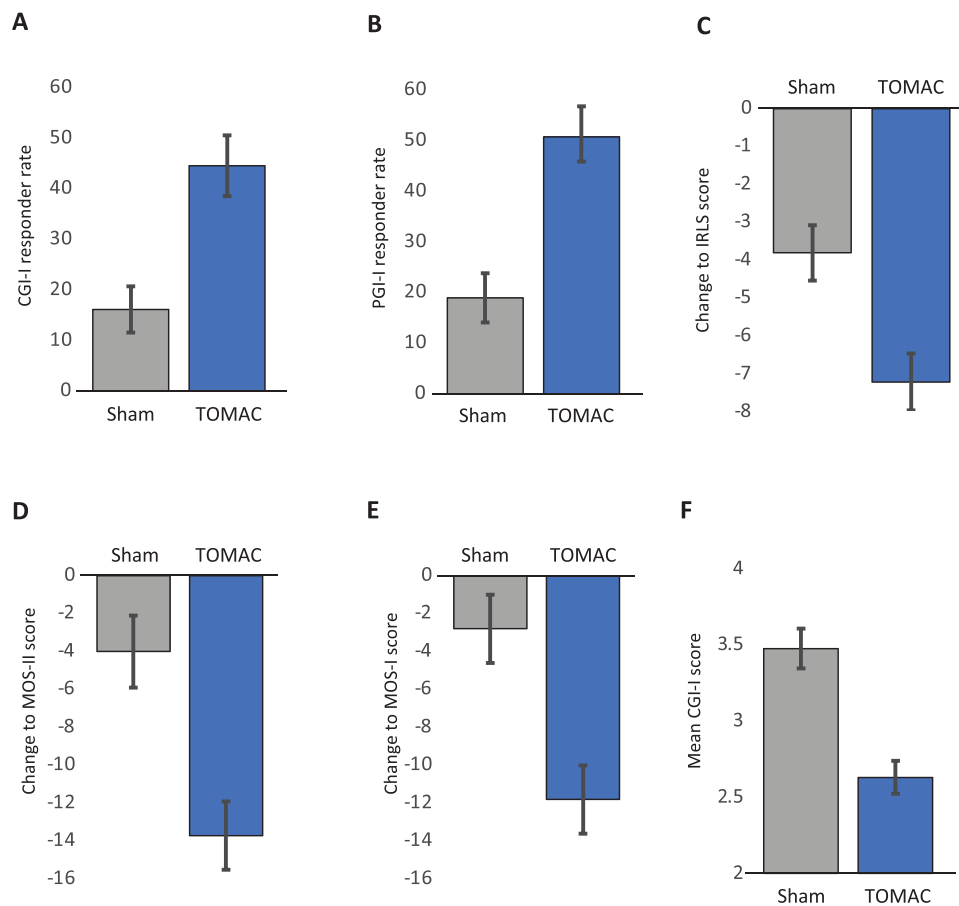 A
CGI-I responder rate
60
50
40
30
20
10
0
Sham TOMAC
B
PGI-I responder rate
60
50
40
30
20
10
0
Sham TOMAC
C
Sham TOMAC
Change to IRLS score
0
-1
-2
-3
-4
-5
-6
-7
-8
D
Sham TOMAC
Change to MOS-II score
0
-2
-4
-6
-8
-10
-12
-14
-16
E
Sham TOMAC
Change to MOS-I score
0
-2
-4
-6
-8
-10
-12
-14
-16
F
Mean CGI-I score
4
3.5
3
2.5
2
Sham TOMAC